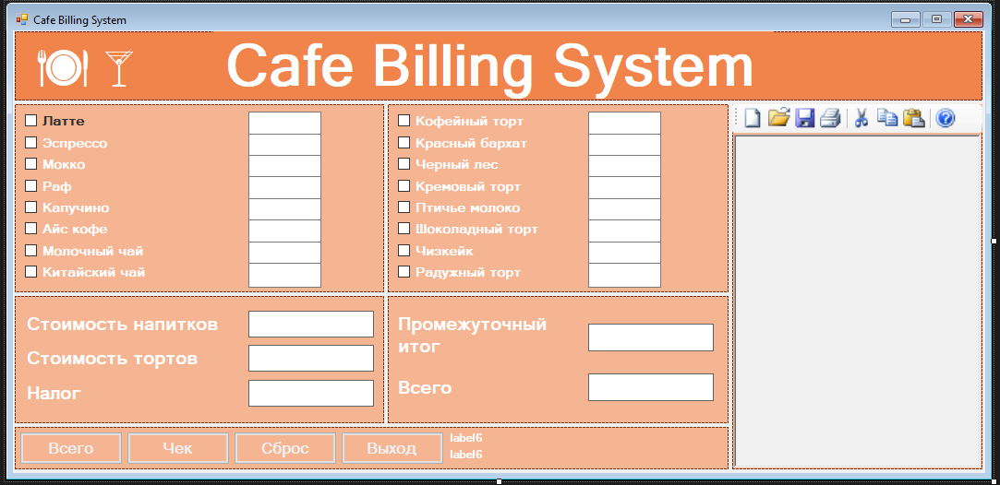 Cafe Billing System
Cafe Billing System
Латте
Эспрессо
Мокко
Раф
Капучино
Айс кофе
Молочный чай
Китайский чай
Кофейный торт
Красный бархат
Черный лес
Кремовый торт
Птичье молоко
Шоколадный торт
Чизкейк
Радужный торт
Стоимость напитков
Стоимость тортов
Налог
Промежуточный
итог
Всего
Всего
Чек
Сброс
Выход
label6
label6